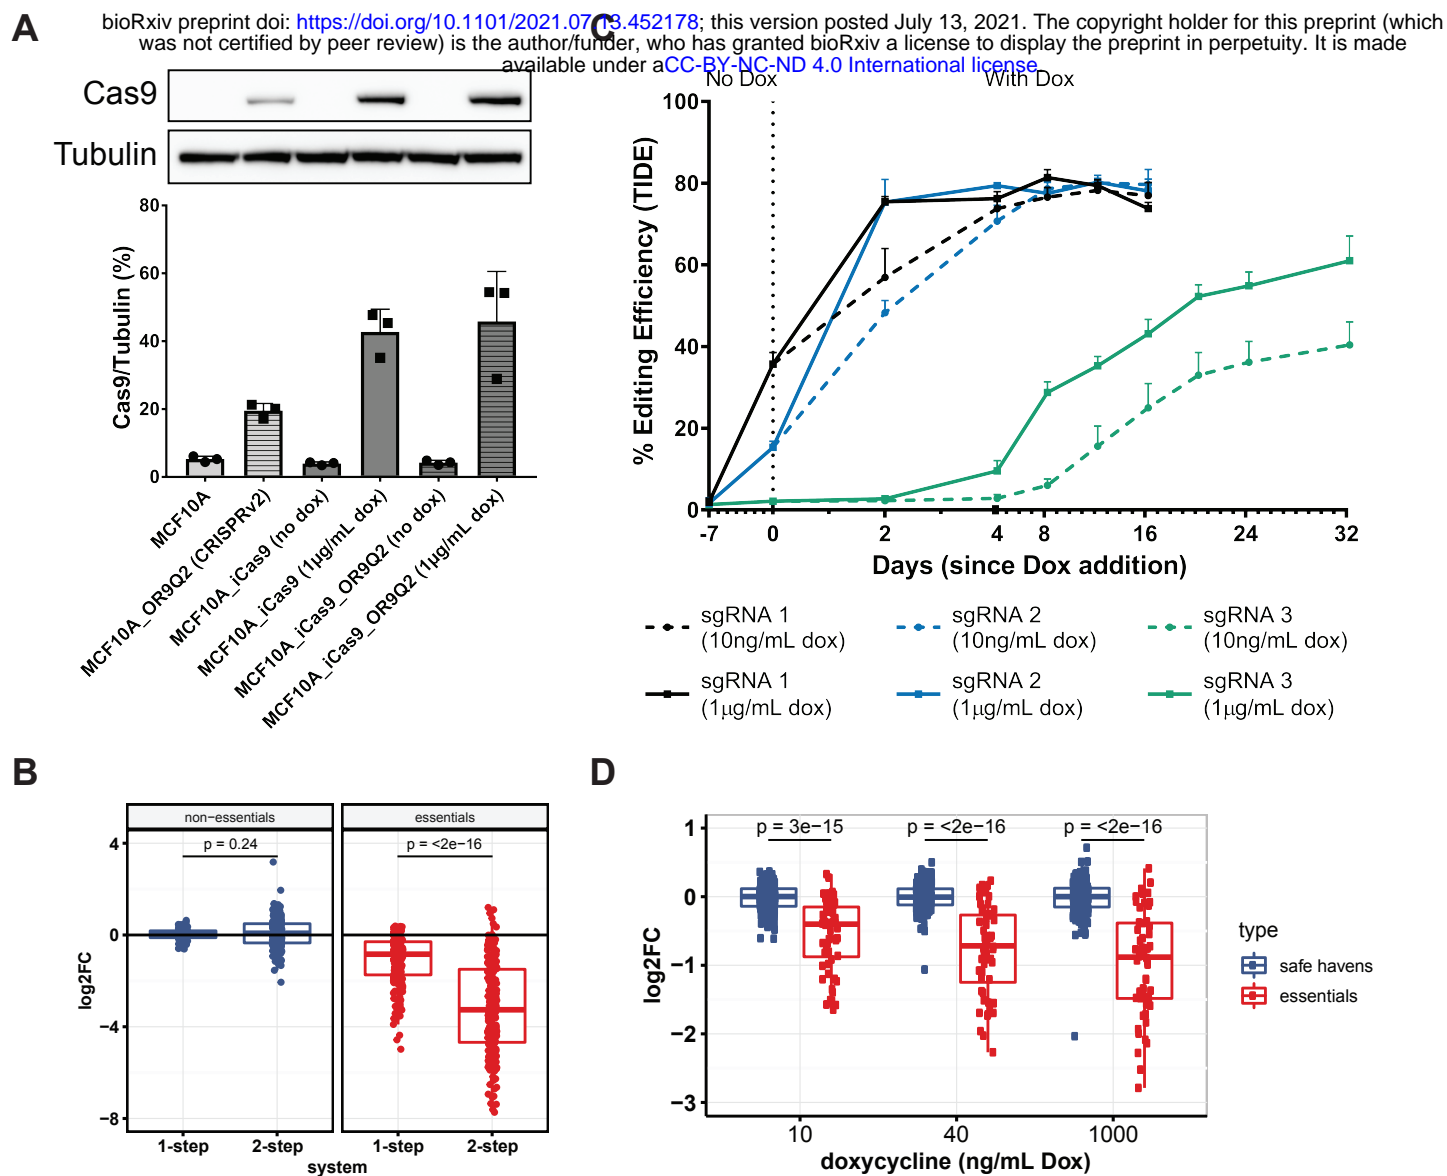 A
bioRxiv preprint doi: https://doi.org/10.1101/2021.07.13.452178; this version posted July 13, 2021. The copyright holder for this preprint (which
was not certified by peer review) is the author/funder, who has granted bioRxiv a license to display the preprint in perpetuity. It is made
available under aCC-BY-NC-ND 4.0 International license.
Cas9
Tubulin
Cas9/Tubulin (%)
80
60
40
20
0
MCF10A
MCF10A_OR9Q2 (CRISPRv2)
MCF10A_iCas9 (no dox)
MCF10A_iCas9 (1µg/mL dox)
MCF10A_iCas9_OR9Q2 (no dox)
MCF10A_iCas9_OR9Q2 (1µg/mL dox)
C
No Dox
With Dox
% Editing Efficiency (TIDE)
100
80
60
40
20
0
-7 0 2 4 8 16 24 32
Days (since Dox addition)
sgRNA 1
(10ng/mL dox)
sgRNA 2
(10ng/mL dox)
sgRNA 3
(10ng/mL dox)
sgRNA 1
(1µg/mL dox)
sgRNA 2
(1µg/mL dox)
sgRNA 3
(1µg/mL dox)
B
non−essentials
essentials
p = 0.24
p = <2e−16
log2FC
4
0
−4
−8
1-step 2-step 1-step 2-step
system
D
p = 3e−15
p = <2e−16
p = <2e−16
log2FC
1
0
−1
−2
−3
10 40 1000
doxycycline (ng/mL Dox)
type
safe havens
essentials